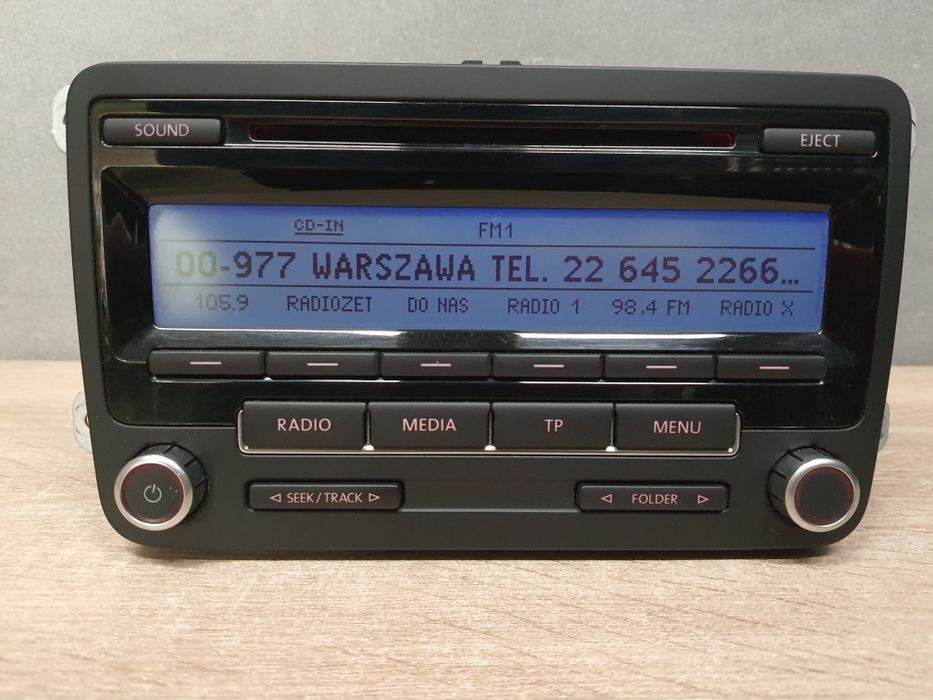 SOUND EJECT
CD-IN FM1
00-977 WARSZAWA TEL. 22 645 2266...
105.9 RADIOZET DO NAS RADIO 1 98.4 FM RADIO X
RADIO MEDIA TP MENU
SEEK/TRACK FOLDER